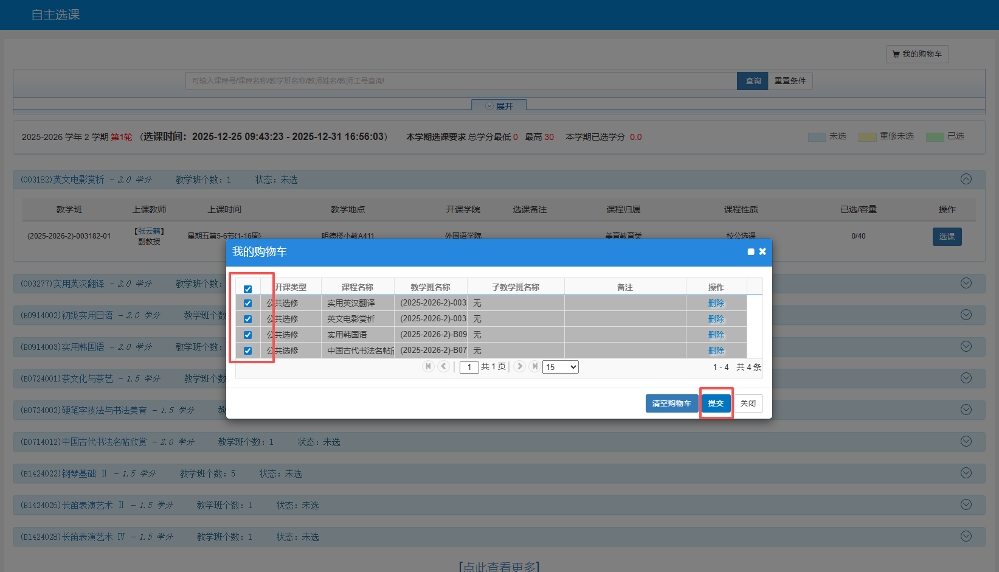 自主选课
我的购物车
可输入课程号/课程名称/教学班名称/教师姓名/教师工号查询!
查询 重置条件
展开
2025-2026 学年 2 学期 第1轮 （选课时间：2025-12-25 09:43:23 - 2025-12-31 16:56:03） 本学期选课要求 总学分最低 0 最高 30 本学期已选学分 0.0
未选 重修未选 已选
(003182)英文电影赏析 - 2.0 学分 教学班个数：1 状态：未选
教学班 上课教师 上课时间 教学地点 开课学院 选课备注 课程归属 课程性质 已选/容量 操作
(2025-2026-2)-003182-01 【张云鹤】 副教授 星期五第5-6节{1-16周} 明德楼小教A411 外国语学院 美育教育类 校公选课 0/40 选课
(003277)实用英汉翻译 - 2.0 学分 教学班个数：
(B0914002)初级实用日语 - 2.0 学分 教学班个数
(B0914003)实用韩国语 - 2.0 学分 教学班个数：
(B0724001)茶文化与茶艺 - 1.5 学分 教学班个数
(B0724002)硬笔字技法与书法美育 - 1.5 学分 教
(B0714012)中国古代书法名帖欣赏 - 2.0 学分 教学班个数：1 状态：未选
(B1424022)钢琴基础 Ⅱ - 1.5 学分 教学班个数：5 状态：未选
(B1424026)长笛表演艺术 Ⅱ - 1.5 学分 教学班个数：1 状态：未选
(B1424028)长笛表演艺术 Ⅳ - 1.5 学分 教学班个数：1 状态：未选
[点此查看更多]
我的购物车
开课类型 课程名称 教学班名称 子教学班名称 备注 操作
公共选修 实用英汉翻译 (2025-2026-2)-003 无 删除
公共选修 英文电影赏析 (2025-2026-2)-003 无 删除
公共选修 实用韩国语 (2025-2026-2)-B09 无 删除
公共选修 中国古代书法名帖 (2025-2026-2)-B07 无 删除
1 共 1 页 15 1 - 4 共 4 条
清空购物车 提交 关闭